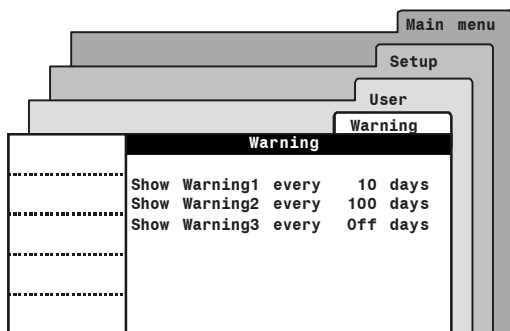 Main menu
Setup
User
Warning
Warning
Show Warning1 every 10 days
Show Warning2 every 100 days
Show Warning3 every Off days